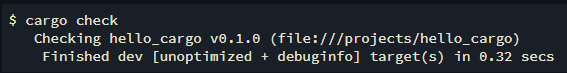 $ cargo check
Checking hello_cargo v0.1.0 (file:///projects/hello_cargo)
Finished dev [unoptimized + debuginfo] target(s) in 0.32 secs